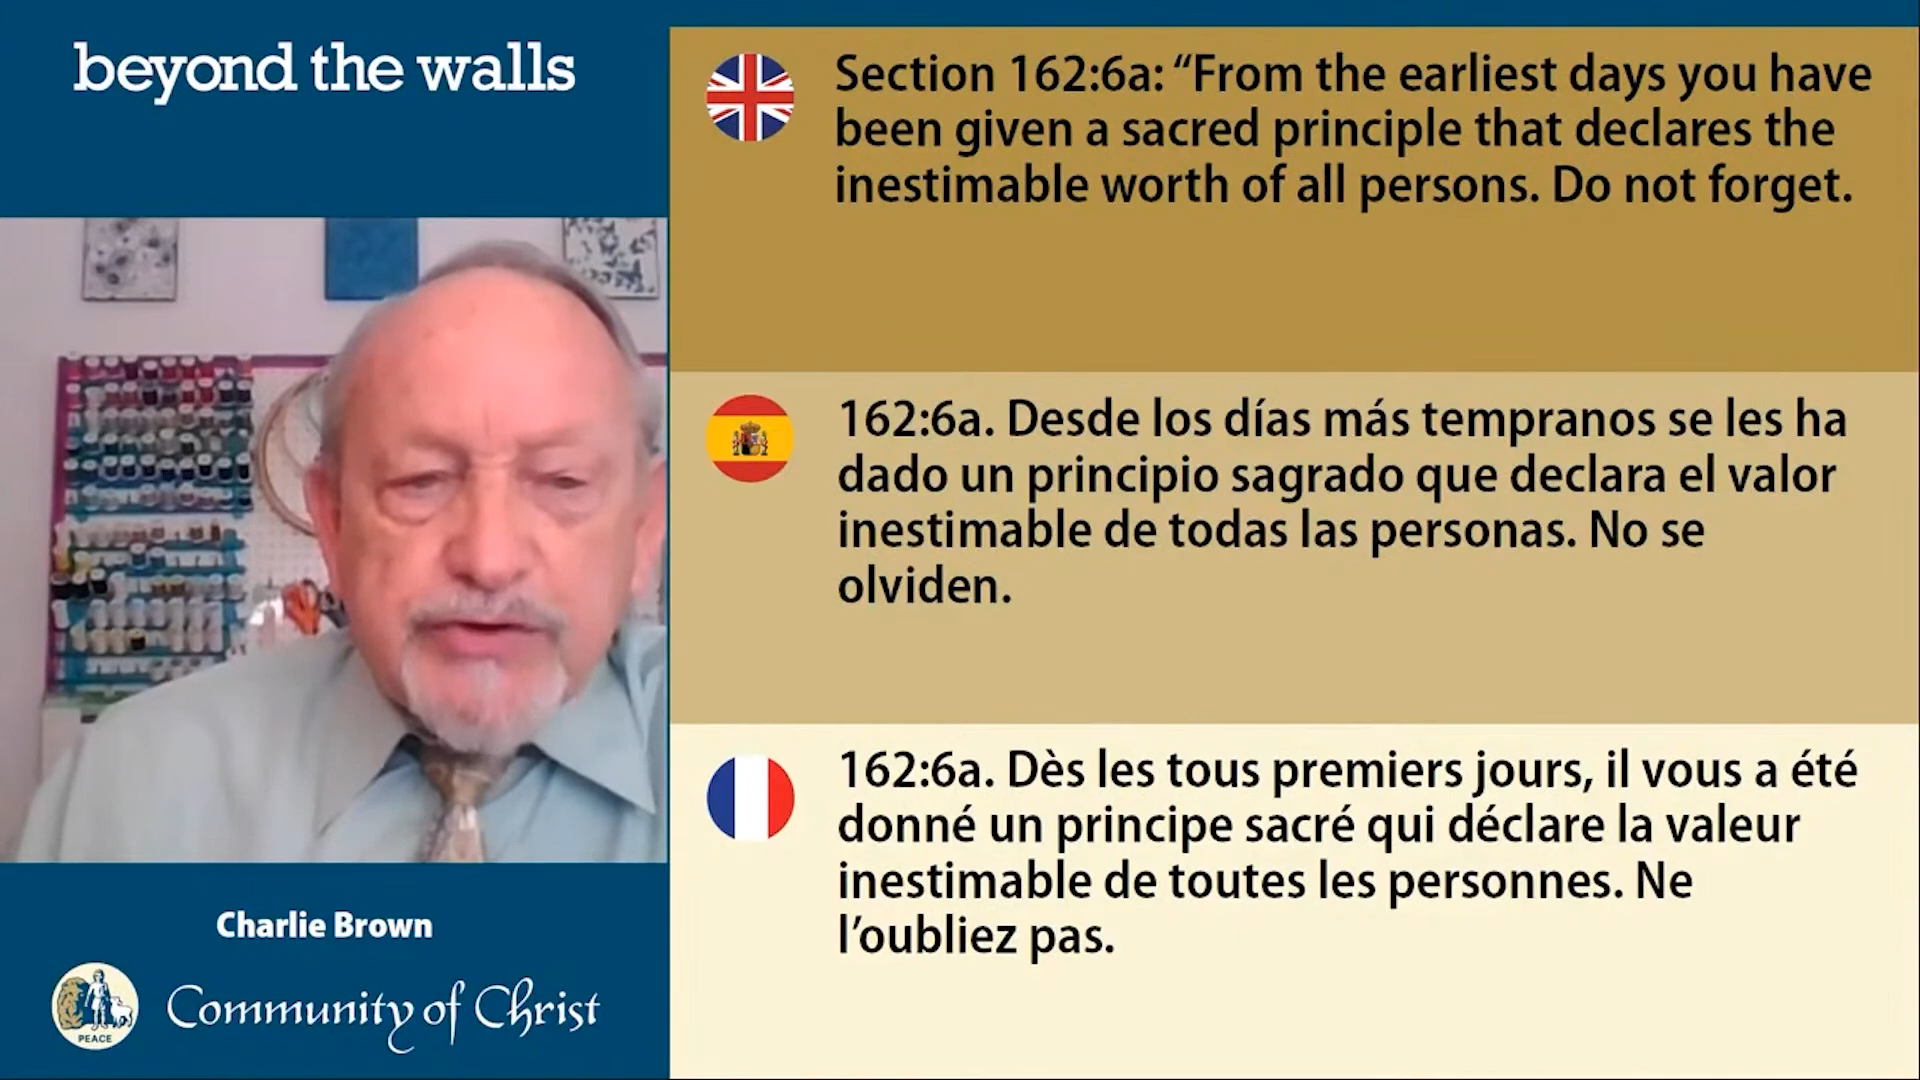 beyond the walls
Section 162:6a: “From the earliest days you have
been given a sacred principle that declares the
inestimable worth of all persons. Do not forget.
162:6a. Desde los días más tempranos se les ha
dado un principio sagrado que declara el valor
inestimable de todas las personas. No se
olviden.
162:6a. Dès les tous premiers jours, il vous a été
donné un principe sacré qui déclare la valeur
inestimable de toutes les personnes. Ne
l’oubliez pas.
Charlie Brown
PEACE
Community of Christ